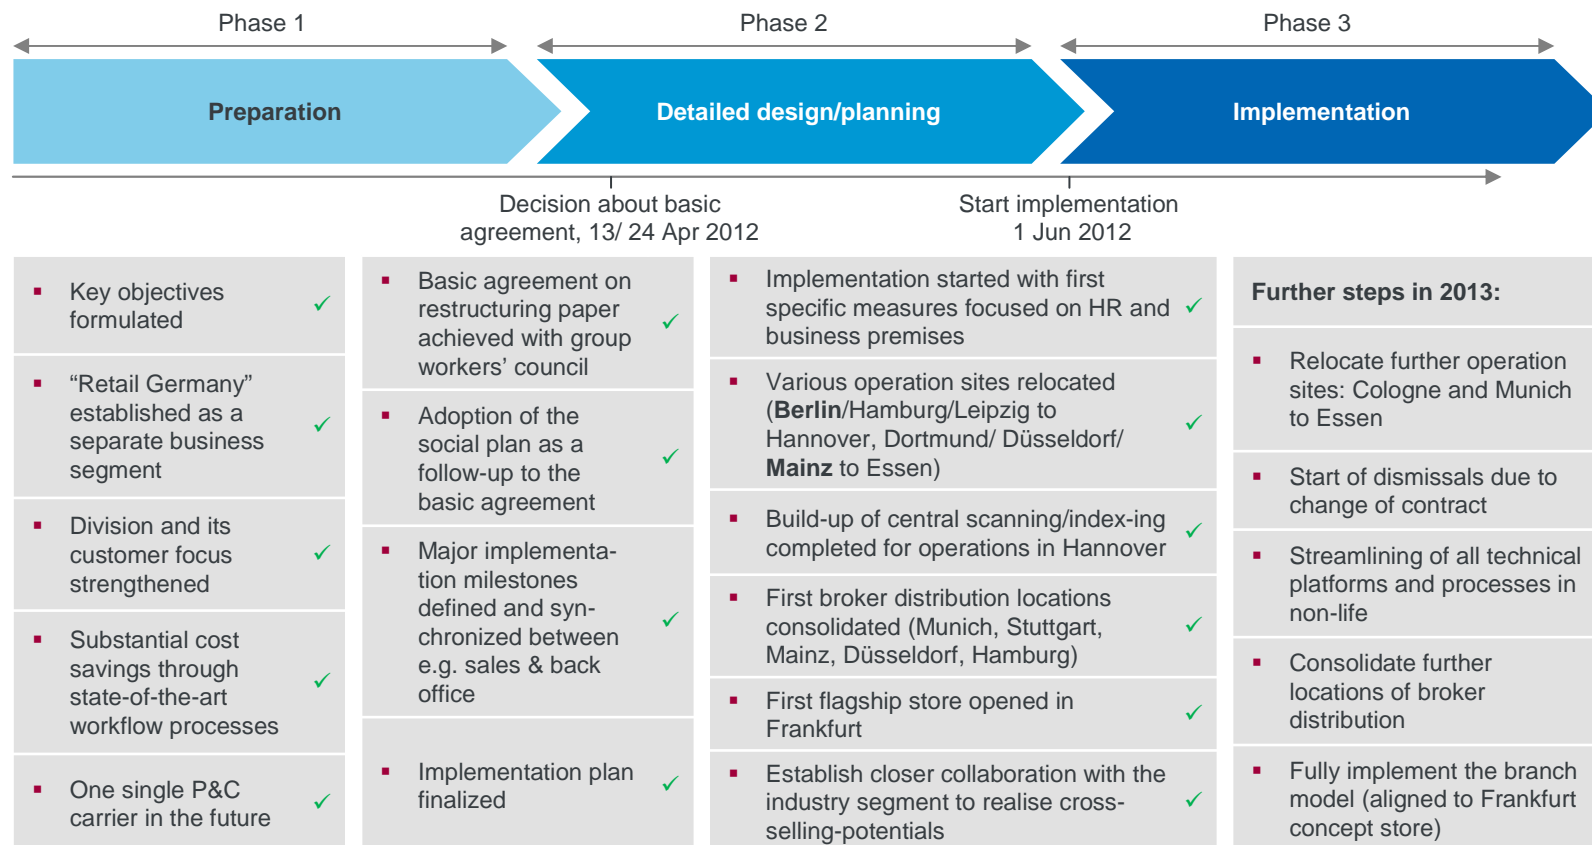 Phase 1
Phase 2
Phase 3
Preparation
Detailed design/planning
Implementation
Decision about basic
agreement, 13/ 24 Apr 2012
Start implementation
1 Jun 2012
▪ Key objectives
formulated ✓
▪ “Retail Germany”
established as a
separate business
segment ✓
▪ Division and its
customer focus
strengthened ✓
▪ Substantial cost
savings through
state-of-the-art
workflow processes ✓
▪ One single P&C
carrier in the future ✓
▪ Basic agreement on
restructuring paper
achieved with group
workers’ council ✓
▪ Adoption of the
social plan as a
follow-up to the
basic agreement ✓
▪ Major implementa-
tion milestones
defined and syn-
chronized between
e.g. sales & back
office ✓
▪ Implementation plan
finalized ✓
▪ Implementation started with first
specific measures focused on HR and
business premises ✓
▪ Various operation sites relocated
(Berlin/Hamburg/Leipzig to
Hannover, Dortmund/ Düsseldorf/
Mainz to Essen) ✓
▪ Build-up of central scanning/index-ing
completed for operations in Hannover ✓
▪ First broker distribution locations
consolidated (Munich, Stuttgart,
Mainz, Düsseldorf, Hamburg) ✓
▪ First flagship store opened in
Frankfurt ✓
▪ Establish closer collaboration with the
industry segment to realise cross-
selling-potentials ✓
Further steps in 2013:
▪ Relocate further operation
sites: Cologne and Munich
to Essen
▪ Start of dismissals due to
change of contract
▪ Streamlining of all technical
platforms and processes in
non-life
▪ Consolidate further
locations of broker
distribution
▪ Fully implement the branch
model (aligned to Frankfurt
concept store)